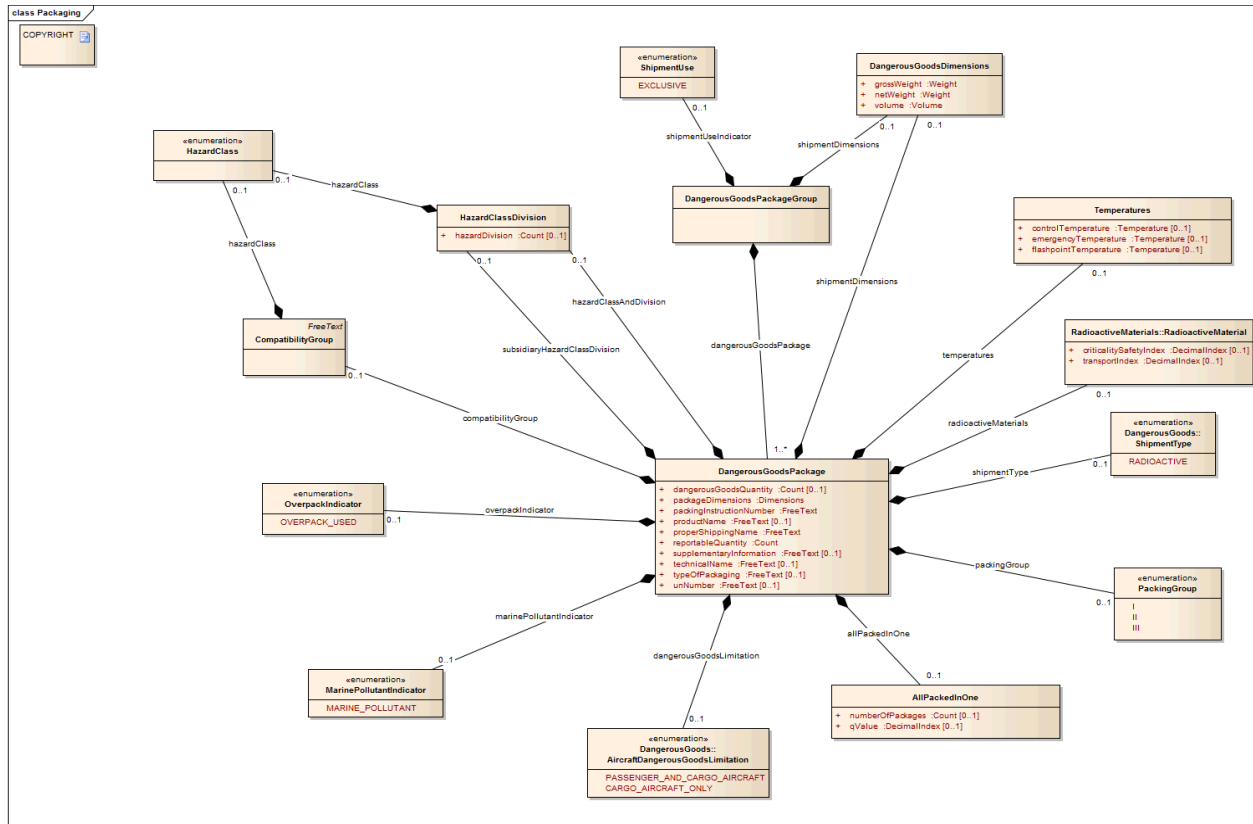 class Packaging
COPYRIGHT
«enumeration»
ShipmentUse
EXCLUSIVE
0..1
shipmentUseIndicator
DangerousGoodsDimensions
+ grossWeight :Weight
+ netWeight :Weight
+ volume :Volume
0..1
0..1
shipmentDimensions
shipmentDimensions
«enumeration»
HazardClass
0..1
0..1
hazardClass
hazardClass
HazardClassDivision
+ hazardDivision :Count [0..1]
0..1
0..1
hazardClassAndDivision
subsidiaryHazardClassDivision
DangerousGoodsPackageGroup
dangerousGoodsPackage
1..*
Temperatures
+ controlTemperature :Temperature [0..1]
+ emergencyTemperature :Temperature [0..1]
+ flashpointTemperature :Temperature [0..1]
0..1
temperatures
FreeText
CompatibilityGroup
0..1
compatibilityGroup
RadioactiveMaterials::RadioactiveMaterial
+ criticalitySafetyIndex :DecimalIndex [0..1]
+ transportIndex :DecimalIndex [0..1]
0..1
radioactiveMaterials
«enumeration»
DangerousGoods::
ShipmentType
RADIOACTIVE
0..1
shipmentType
DangerousGoodsPackage
+ dangerousGoodsQuantity :Count [0..1]
+ packageDimensions :Dimensions
+ packingInstructionNumber :FreeText
+ productName :FreeText [0..1]
+ properShippingName :FreeText
+ reportableQuantity :Count
+ supplementaryInformation :FreeText [0..1]
+ technicalName :FreeText [0..1]
+ typeOfPackaging :FreeText [0..1]
+ unNumber :FreeText [0..1]
«enumeration»
OverpackIndicator
OVERPACK_USED
0..1
overpackIndicator
packingGroup
0..1
«enumeration»
PackingGroup
I
II
III
marinePollutantIndicator
0..1
«enumeration»
MarinePollutantIndicator
MARINE_POLLUTANT
dangerousGoodsLimitation
0..1
«enumeration»
DangerousGoods::
AircraftDangerousGoodsLimitation
PASSENGER_AND_CARGO_AIRCRAFT
CARGO_AIRCRAFT_ONLY
allPackedInOne
0..1
AllPackedInOne
+ numberOfPackages :Count [0..1]
+ qValue :DecimalIndex [0..1]